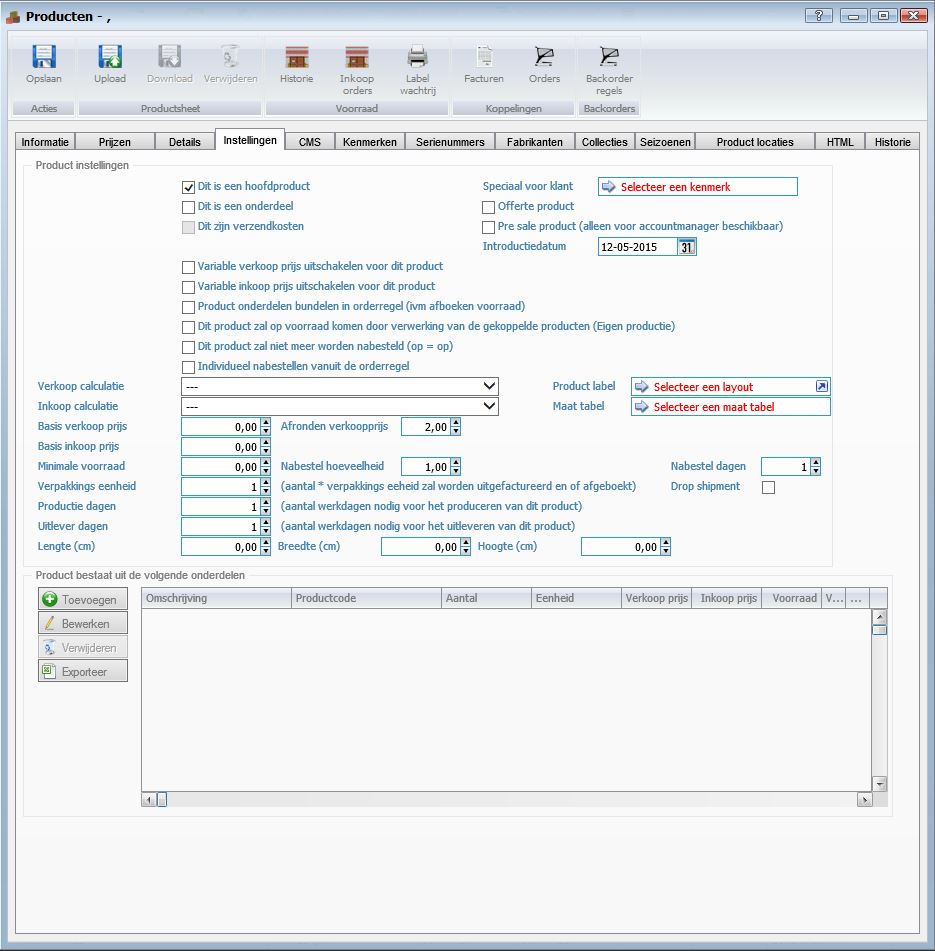 Producten - ,
Opslaan Upload Download Verwijderen Historie Inkoop orders Label wachtrij Facturen Orders Backorder regels
Acties Productsheet Voorraad Koppelingen Backorders
Informatie Prijzen Details Instellingen CMS Kenmerken Serienummers Fabrikanten Collecties Seizoenen Product locaties HTML Historie
Product instellingen
Dit is een hoofdproduct Speciaal voor klant Selecteer een kenmerk
Dit is een onderdeel Offerte product
Dit zijn verzendkosten Pre sale product (alleen voor accountmanager beschikbaar)
Introductiedatum 12-05-2015 31
Variable verkoop prijs uitschakelen voor dit product
Variable inkoop prijs uitschakelen voor dit product
Product onderdelen bundelen in orderregel (ivm afboeken voorraad)
Dit product zal op voorraad komen door verwerking van de gekoppelde producten (Eigen productie)
Dit product zal niet meer worden nabesteld (op = op)
Individueel nabestellen vanuit de orderregel
Verkoop calculatie --- Product label Selecteer een layout
Inkoop calculatie --- Maat tabel Selecteer een maat tabel
Basis verkoop prijs 0,00 Afronden verkoopprijs 2,00
Basis inkoop prijs 0,00
Minimale voorraad 0,00 Nabestel hoeveelheid 1,00 Nabestel dagen 1
Verpakkings eenheid 1 (aantal * verpakkings eeheid zal worden uitgefactureerd en of afgeboekt) Drop shipment
Productie dagen 1 (aantal werkdagen nodig voor het produceren van dit product)
Uitlever dagen 1 (aantal werkdagen nodig voor het uitleveren van dit product)
Lengte (cm) 0,00 Breedte (cm) 0,00 Hoogte (cm) 0,00
Product bestaat uit de volgende onderdelen
Toevoegen Omschrijving Productcode Aantal Eenheid Verkoop prijs Inkoop prijs Voorraad V... ...
Bewerken
Verwijderen
Exporteer